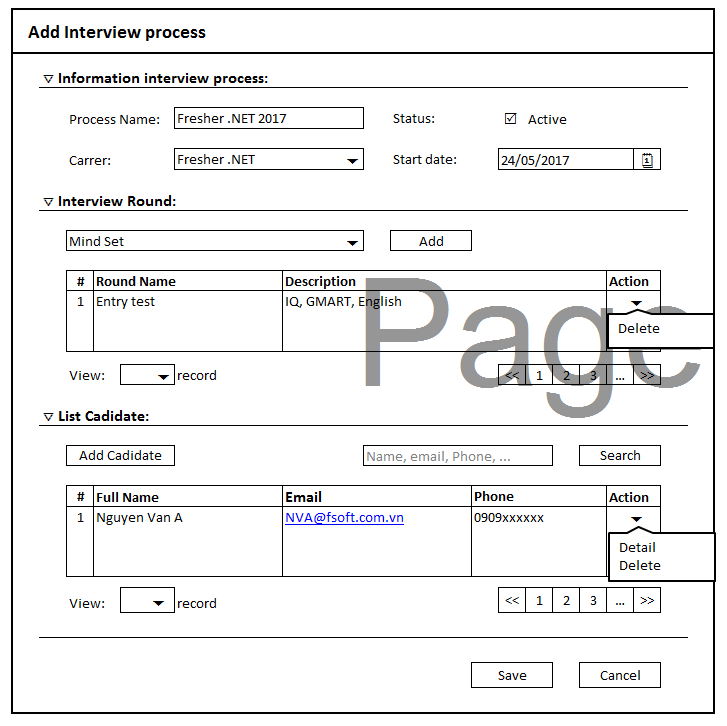 Add Interview process
Information interview process:
Process Name: Fresher .NET 2017 Status: Active
Carrer: Fresher .NET Start date: 24/05/2017 1
Interview Round:
Mind Set Add
# Round Name Description Action
1 Entry test IQ, GMART, English
Delete
Page
View: record << 1 2 3 ... >>
List Cadidate:
Add Cadidate Name, email, Phone, ... Search
# Full Name Email Phone Action
1 Nguyen Van A NVA@fsoft.com.vn 0909xxxxxx
Detail
Delete
View: record << 1 2 3 ... >>
Save Cancel